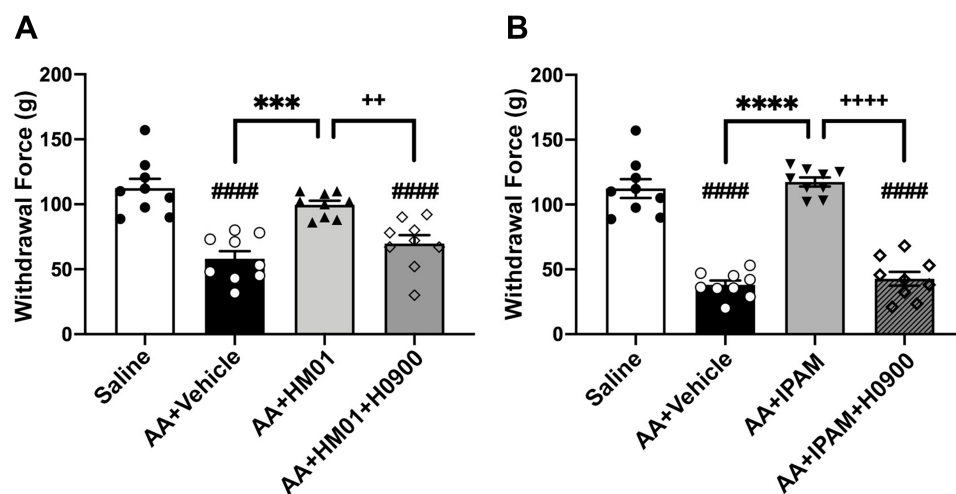 A
Withdrawal Force (g)
200
150
100
50
0
***
++
####
####
Saline
AA+Vehicle
AA+HM01
AA+HM01+H0900
B
Withdrawal Force (g)
200
150
100
50
0
****
++++
####
####
Saline
AA+Vehicle
AA+IPAM
AA+IPAM+H0900